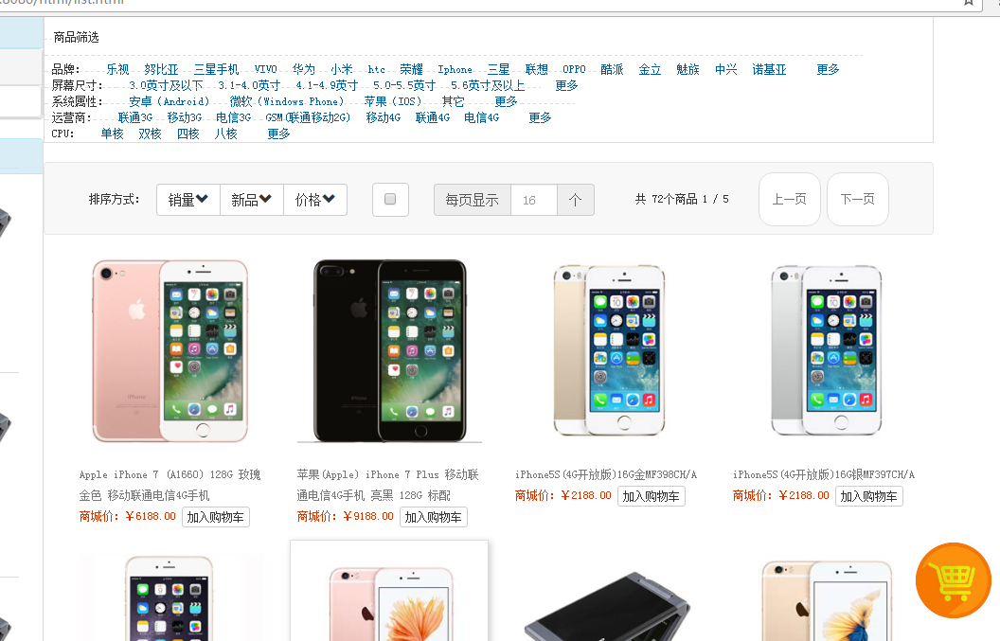 商品筛选
品牌: 乐视 努比亚 三星手机 VIVO 华为 小米 htc 荣耀 Iphone 三星 联想 OPPO 酷派 金立 魅族 中兴 诺基亚 更多
屏幕尺寸: 3.0英寸及以下 3.1-4.0英寸 4.1-4.9英寸 5.0-5.5英寸 5.6英寸及以上 更多
系统属性: 安卓（Android） 微软（Windows Phone） 苹果（IOS） 其它 更多
运营商: 联通3G 移动3G 电信3G GSM(联通移动2G) 移动4G 联通4G 电信4G 更多
CPU: 单核 双核 四核 八核 更多
排序方式: 销量 新品 价格 每页显示 16 个 共 72个商品 1 / 5 上一页 下一页
Apple iPhone 7 (A1660) 128G 玫瑰
金色 移动联通电信4G手机
商城价: ￥6188.00 加入购物车
苹果(Apple) iPhone 7 Plus 移动联
通电信4G手机 亮黑 128G 标配
商城价: ￥9188.00 加入购物车
iPhone5S(4G开放版)16G金MF398CH/A
商城价: ￥2188.00 加入购物车
iPhone5S(4G开放版)16G银MF397CH/A
商城价: ￥2188.00 加入购物车